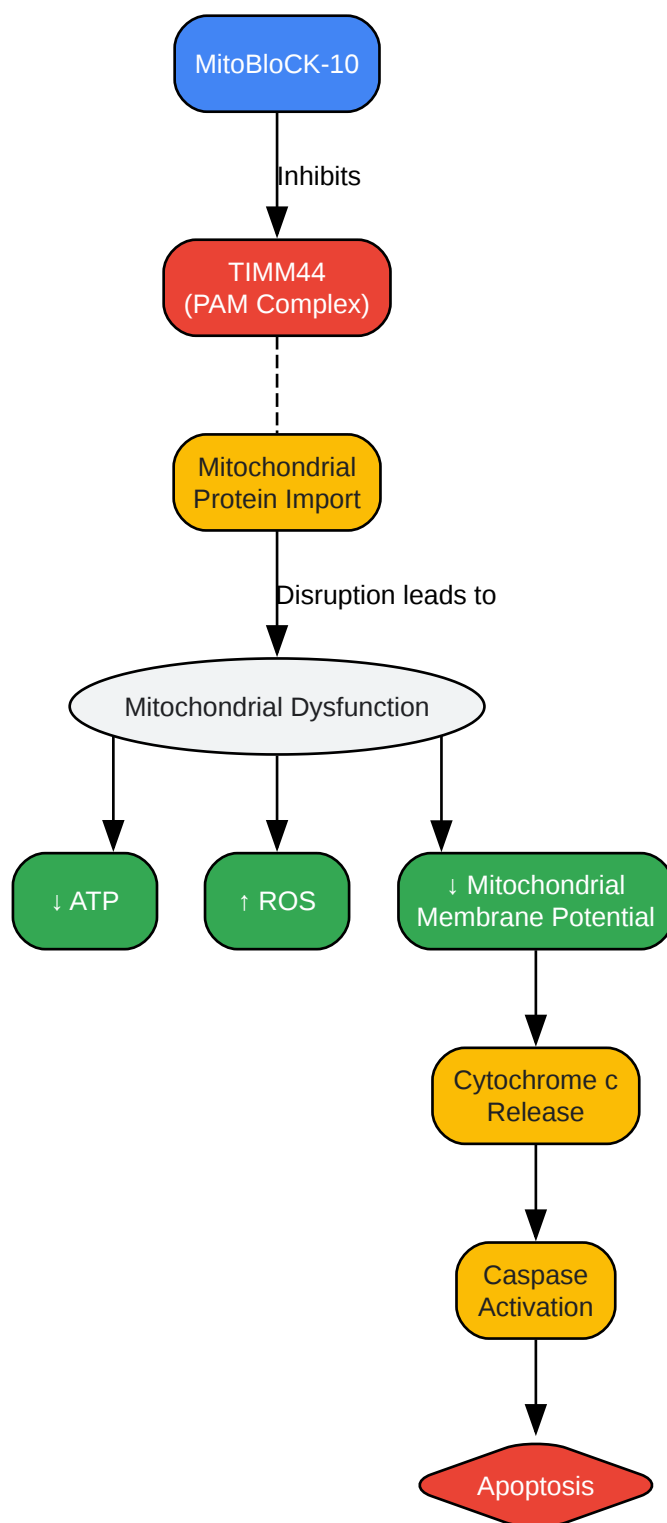 MitoBloCK-10
Inhibits
TIMM44
(PAM Complex)
Mitochondrial
Protein Import
Disruption leads to
Mitochondrial Dysfunction
↓ ATP
↑ ROS
↓ Mitochondrial
Membrane Potential
Cytochrome c
Release
Caspase
Activation
Apoptosis